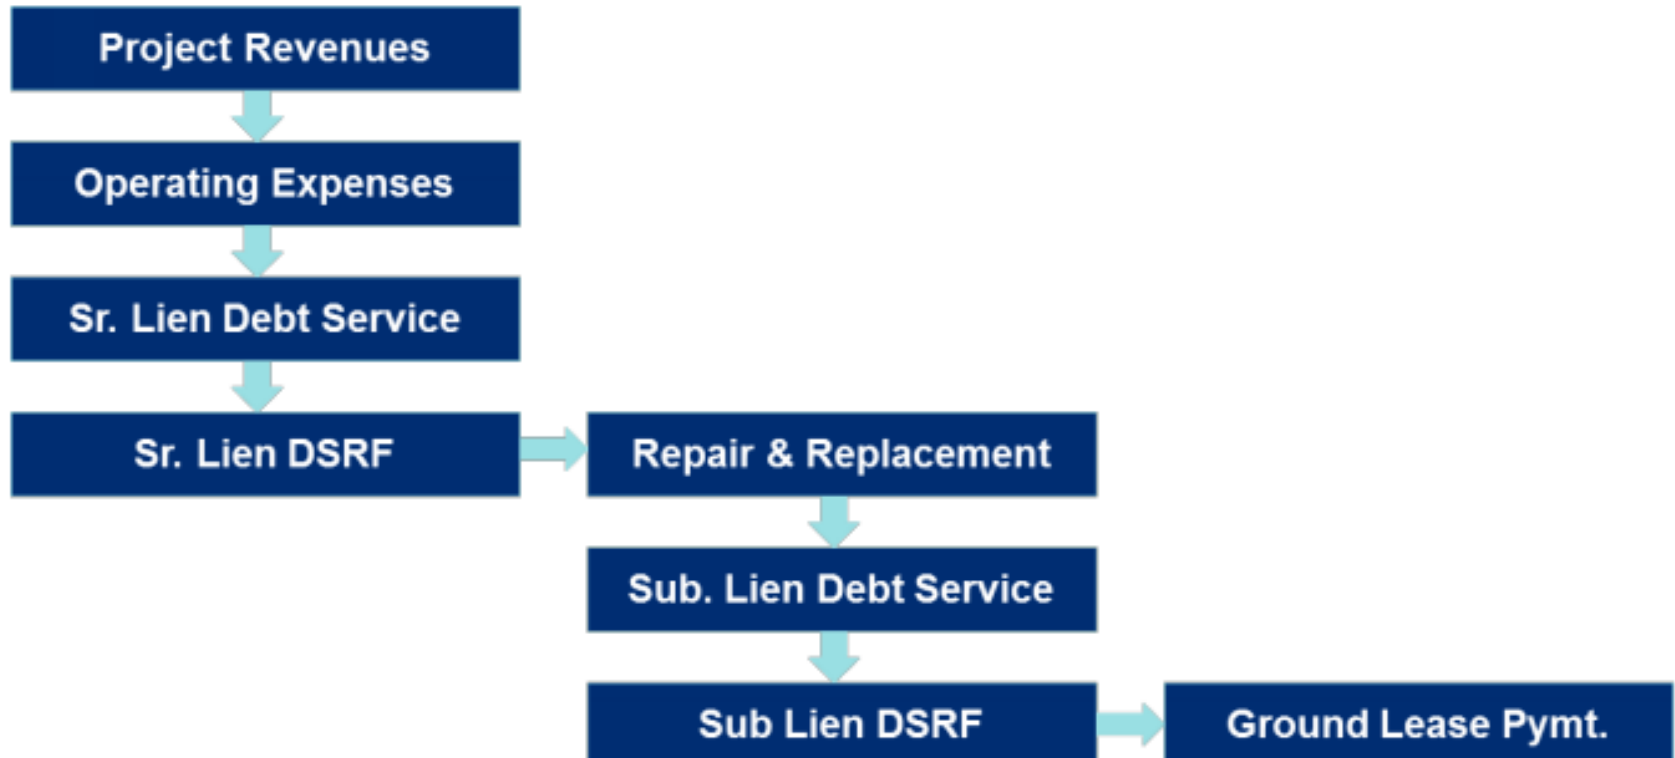 Project Revenues
Operating Expenses
Sr. Lien Debt Service
Sr. Lien DSRF
Repair & Replacement
Sub. Lien Debt Service
Sub Lien DSRF
Ground Lease Pymt.